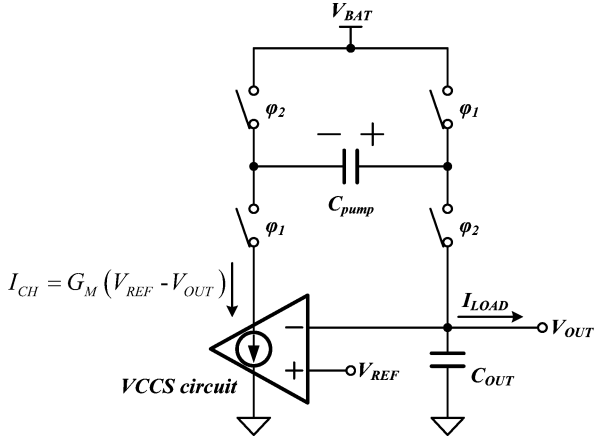 V_BAT
φ2
φ1
− +
C_pump
φ1
φ2
I_CH = G_M (V_REF - V_OUT)
I_LOAD
−
V_OUT
+
V_REF
C_OUT
VCCS circuit